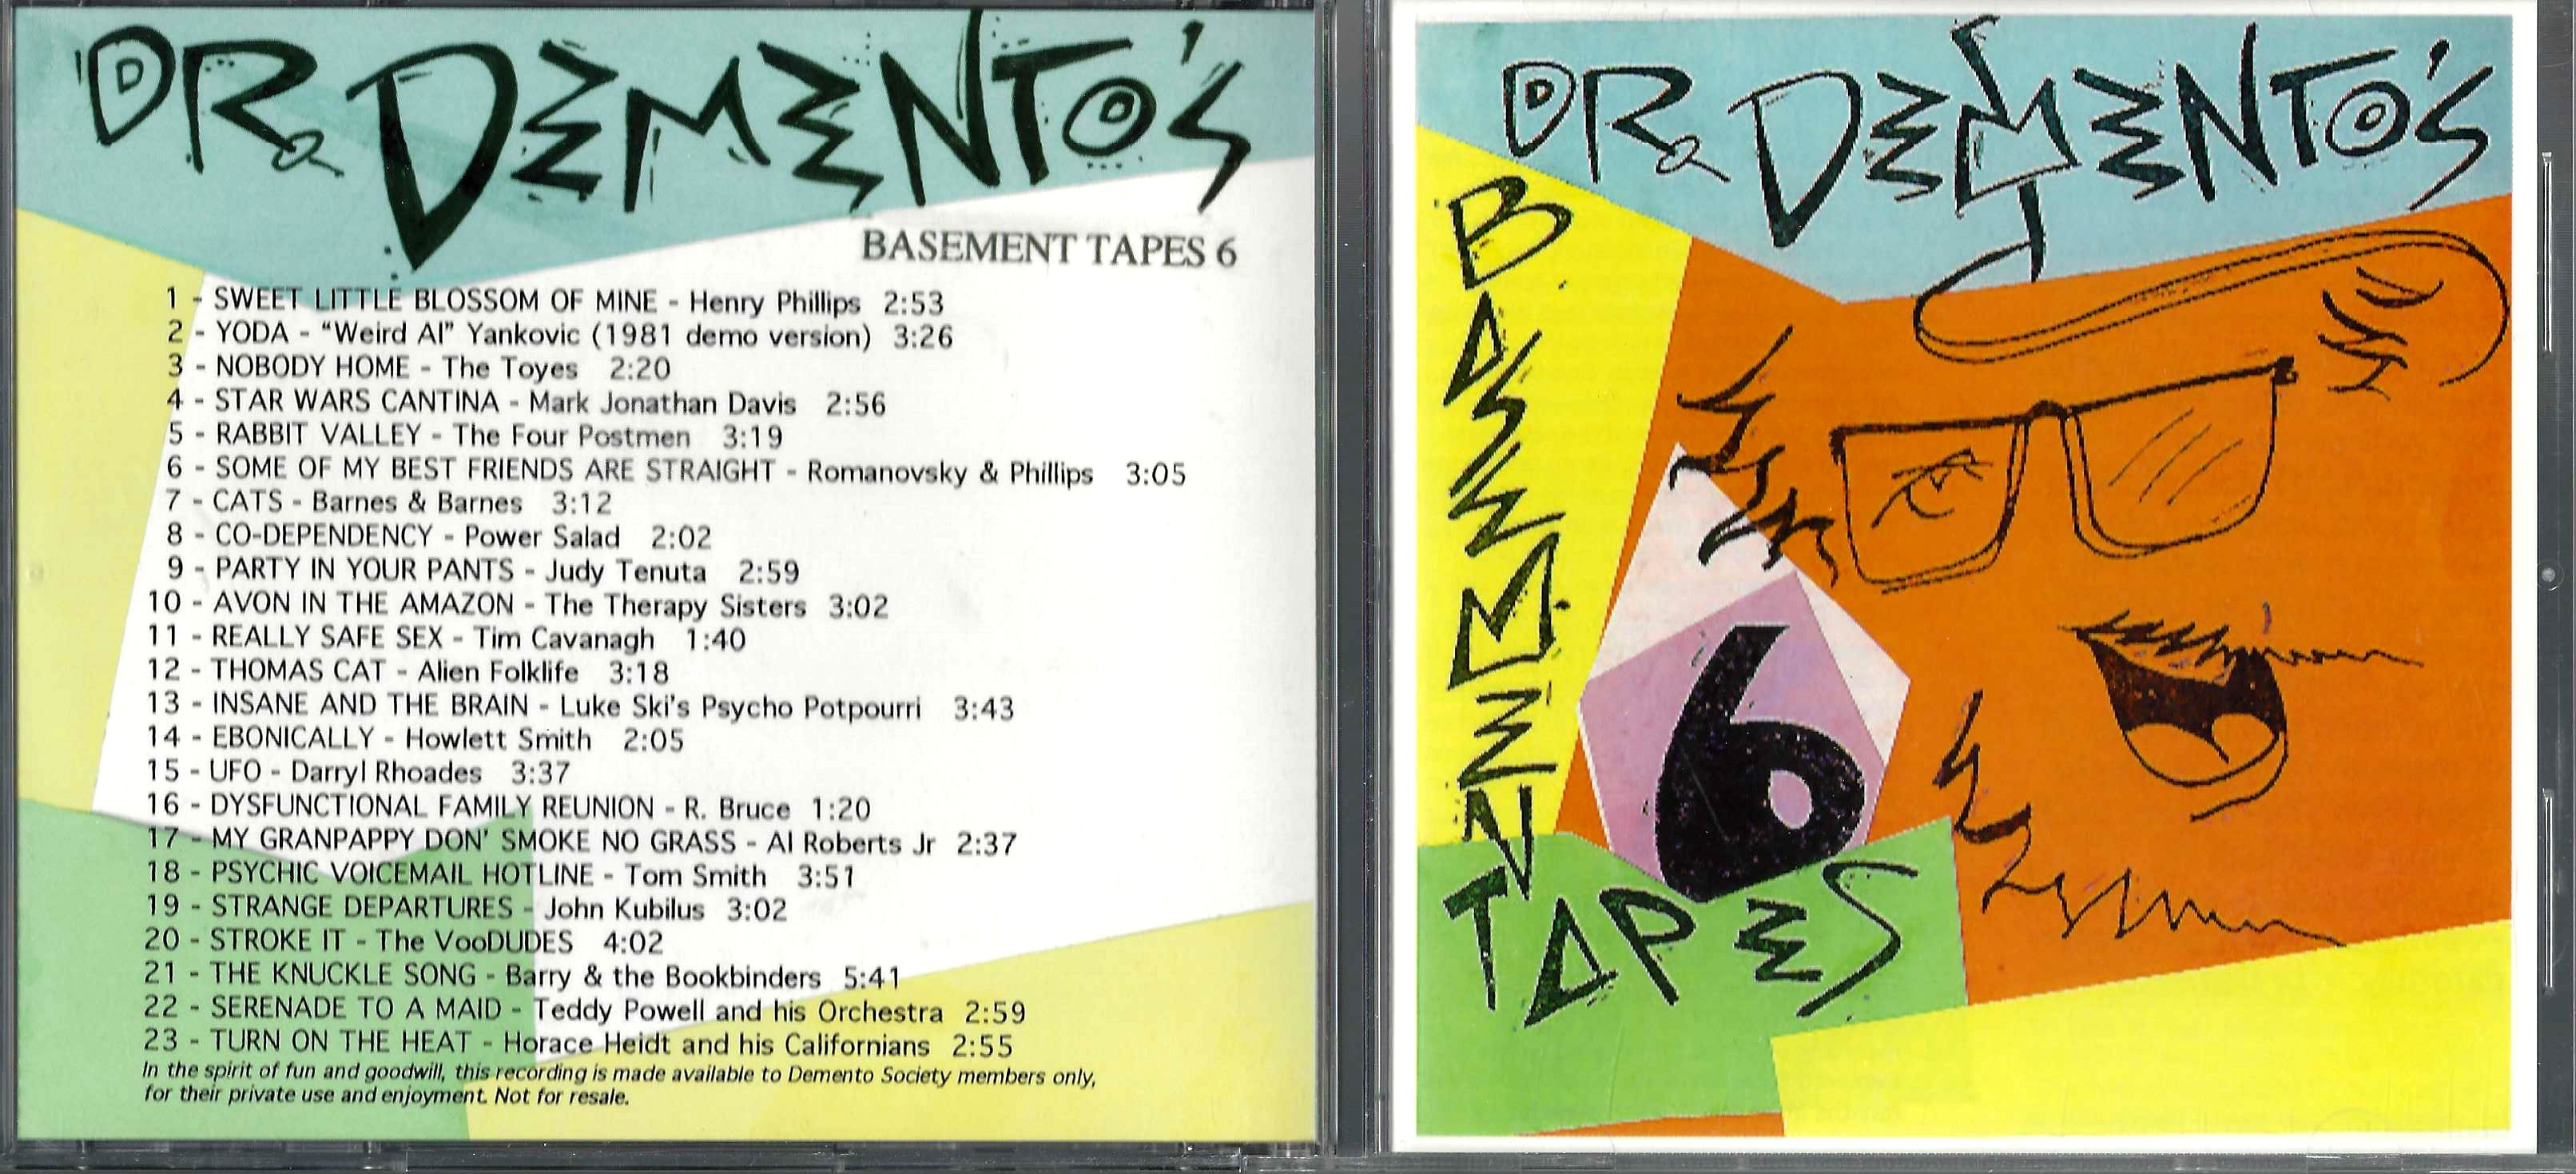 DR. DEMENTO'S
BASEMENT TAPES 6
1 - SWEET LITTLE BLOSSOM OF MINE - Henry Phillips 2:53
2 - YODA - “Weird Al” Yankovic (1981 demo version) 3:26
3 - NOBODY HOME - The Toyes 2:20
4 - STAR WARS CANTINA - Mark Jonathan Davis 2:56
5 - RABBIT VALLEY - The Four Postmen 3:19
6 - SOME OF MY BEST FRIENDS ARE STRAIGHT - Romanovsky & Phillips 3:05
7 - CATS - Barnes & Barnes 3:12
8 - CO-DEPENDENCY - Power Salad 2:02
9 - PARTY IN YOUR PANTS - Judy Tenuta 2:59
10 - AVON IN THE AMAZON - The Therapy Sisters 3:02
11 - REALLY SAFE SEX - Tim Cavanagh 1:40
12 - THOMAS CAT - Alien Folklife 3:18
13 - INSANE AND THE BRAIN - Luke Ski's Psycho Potpourri 3:43
14 - EBONICALLY - Howlett Smith 2:05
15 - UFO - Darryl Rhoades 3:37
16 - DYSFUNCTIONAL FAMILY REUNION - R. Bruce 1:20
17 - MY GRANPAPPY DON' SMOKE NO GRASS - Al Roberts Jr 2:37
18 - PSYCHIC VOICEMAIL HOTLINE - Tom Smith 3:51
19 - STRANGE DEPARTURES - John Kubilus 3:02
20 - STROKE IT - The VooDUDES 4:02
21 - THE KNUCKLE SONG - Barry & the Bookbinders 5:41
22 - SERENADE TO A MAID - Teddy Powell and his Orchestra 2:59
23 - TURN ON THE HEAT - Horace Heidt and his Californians 2:55
In the spirit of fun and goodwill, this recording is made available to Demento Society members only,
for their private use and enjoyment. Not for resale.
DR. DEMENTO'S
BASEMENT
TAPES
6